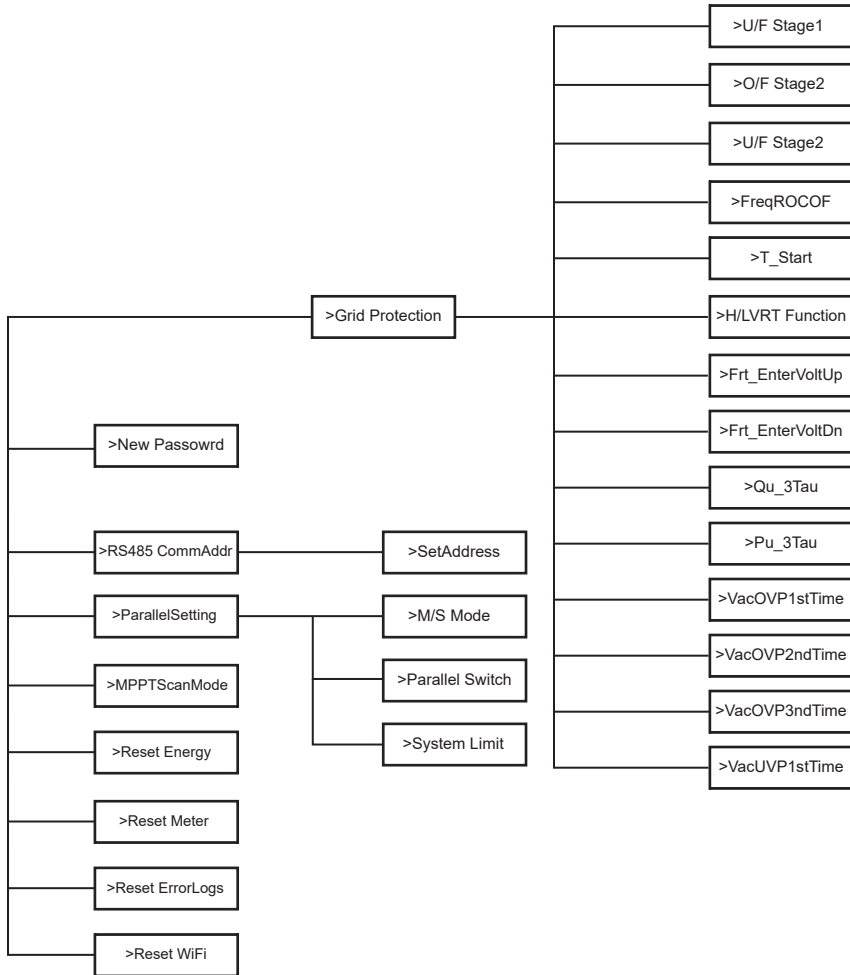 >U/F Stage1
>O/F Stage2
>U/F Stage2
>FreqROCOF
>T_Start
>Grid Protection
>H/LVRT Function
>Frt_EnterVoltUp
>Frt_EnterVoltDn
>New Passowrd
>Qu_3Tau
>Pu_3Tau
>RS485 CommAddr
>SetAddress
>VacOVP1stTime
>ParallelSetting
>M/S Mode
>VacOVP2ndTime
>MPPTScanMode
>Parallel Switch
>VacOVP3ndTime
>Reset Energy
>System Limit
>VacUVP1stTime
>Reset Meter
>Reset ErrorLogs
>Reset WiFi